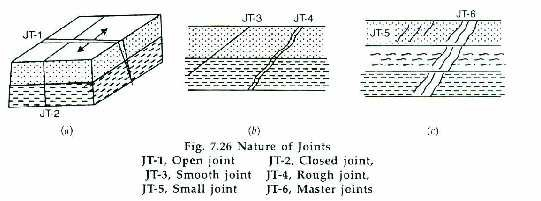 JT-1
JT-2
(a)
JT-3
JT-4
(b)
JT-5
JT-6
(c)
Fig. 7.26 Nature of Joints
JT-1, Open joint JT-2, Closed joint,
JT-3, Smooth joint JT-4, Rough joint,
JT-5, Small joint JT-6, Master joints